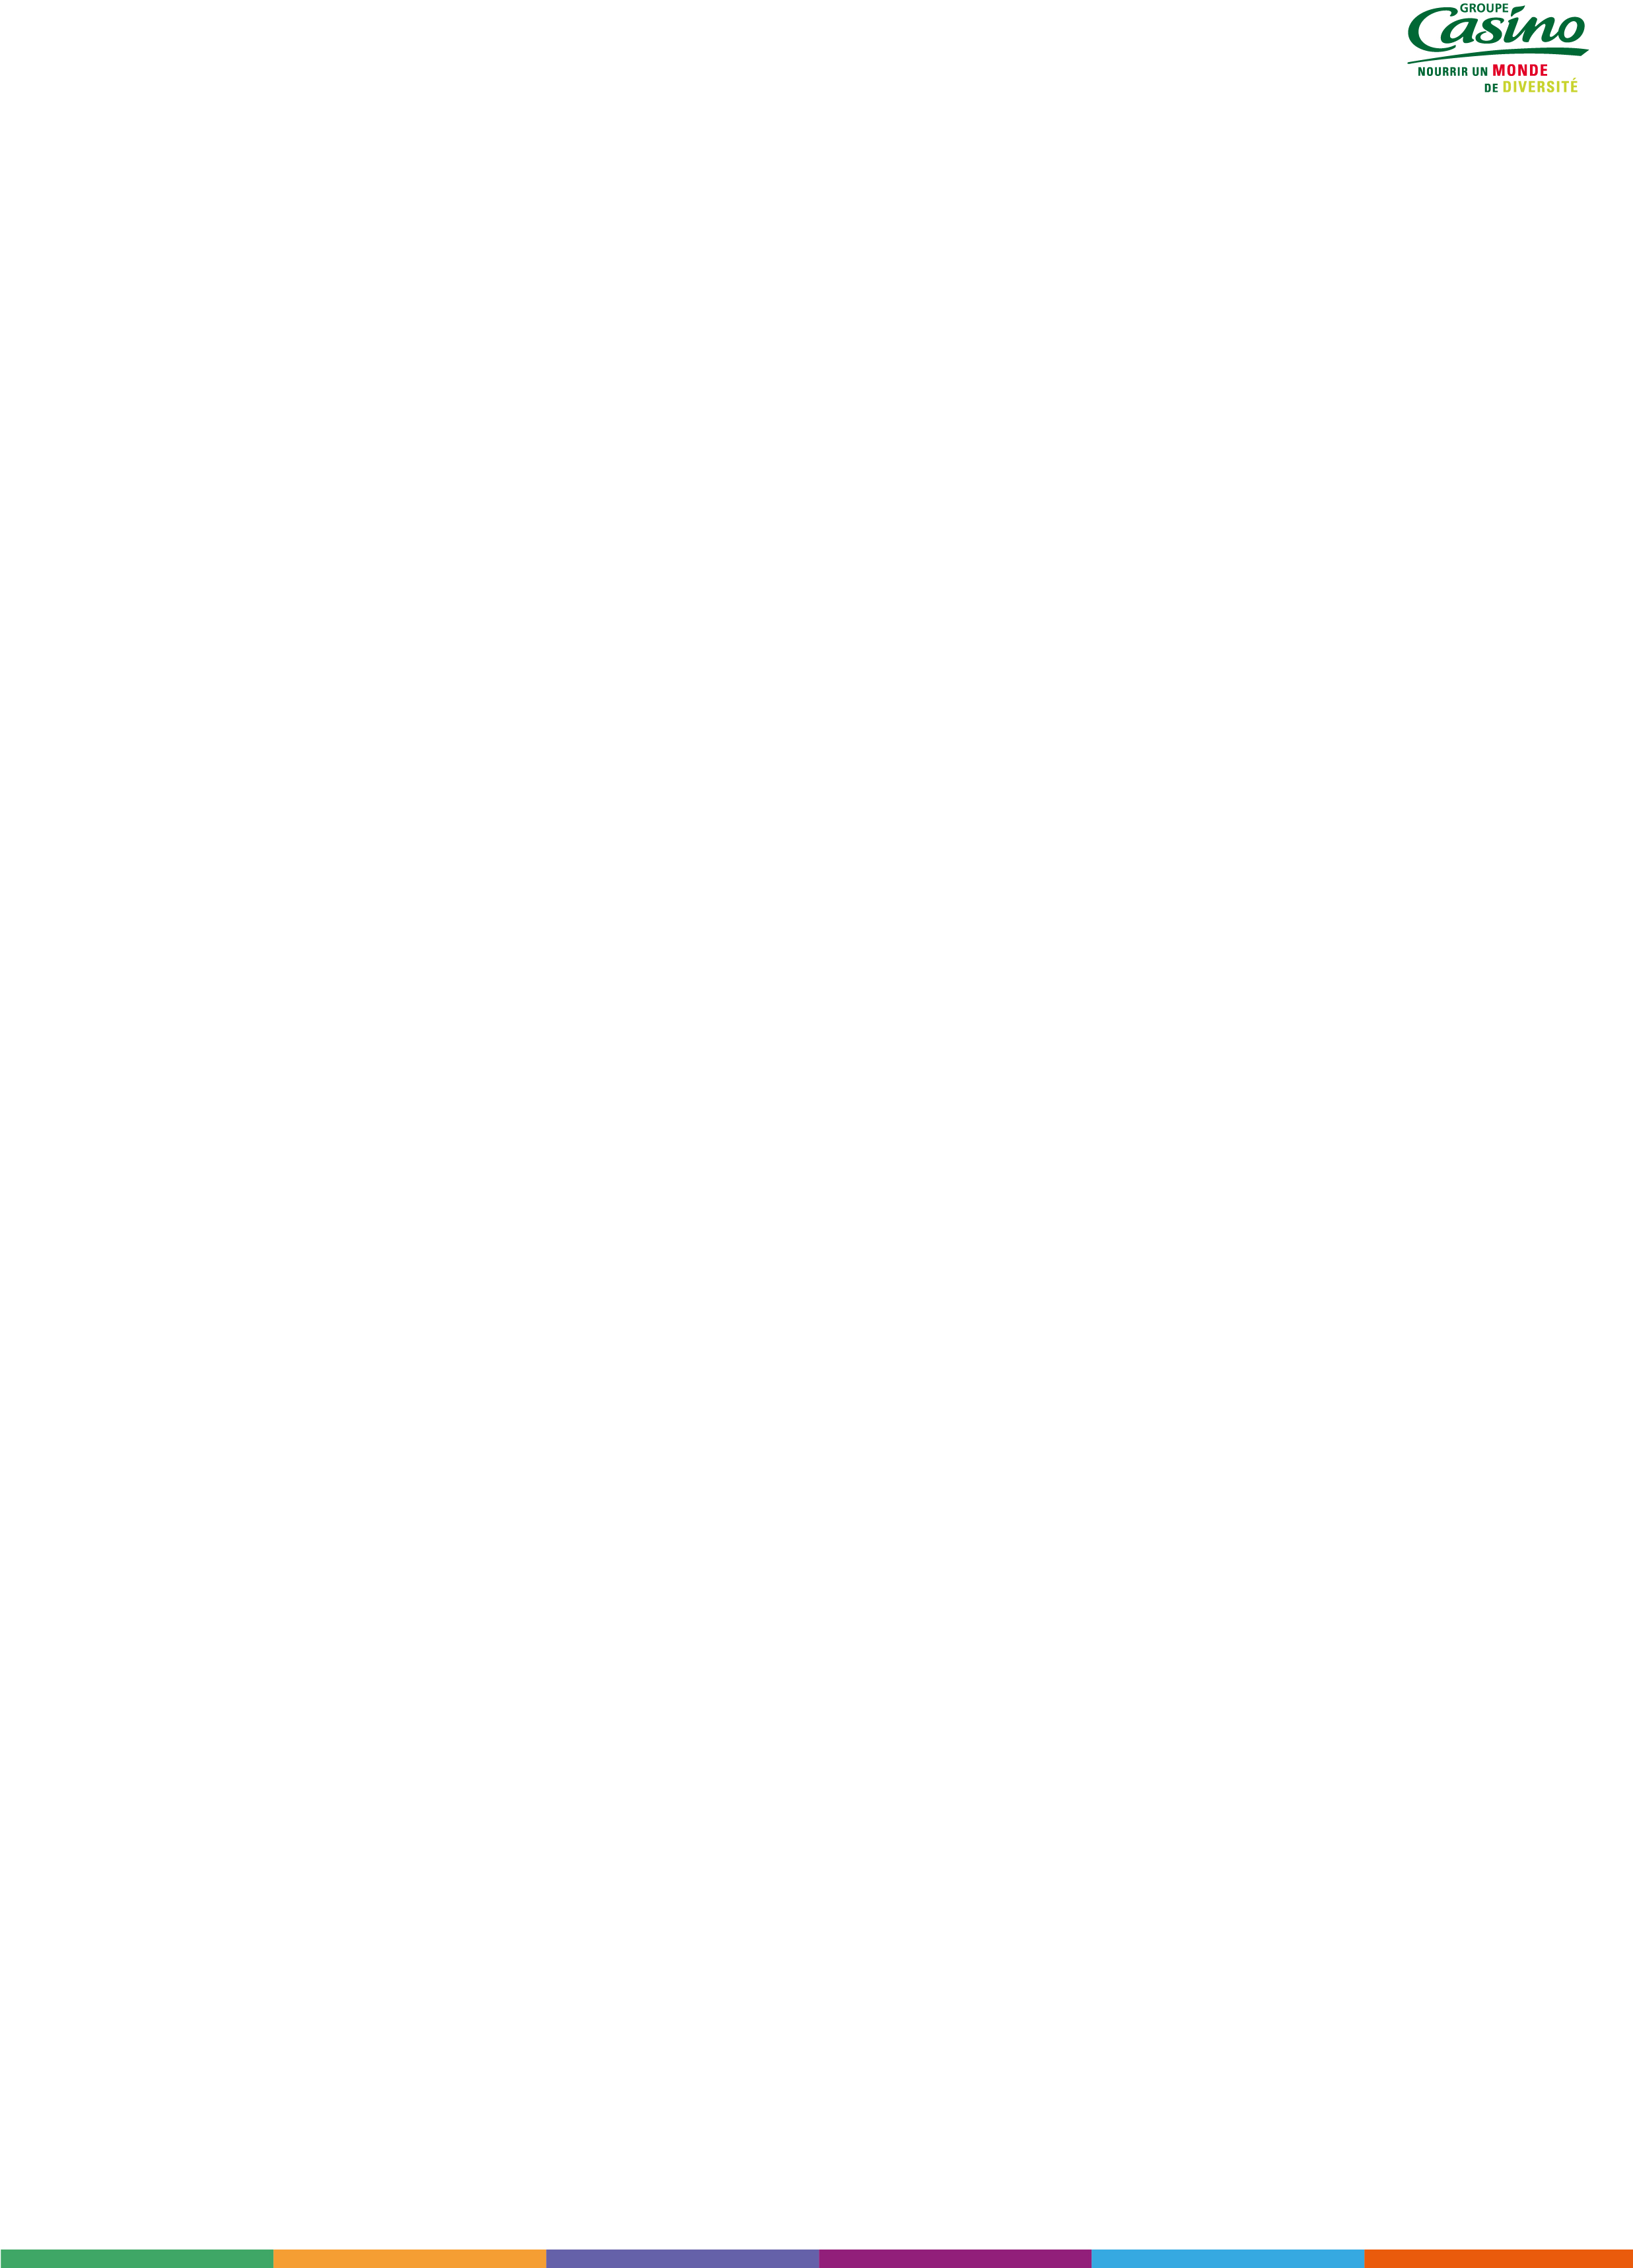 GROUPE
Casino
NOURRIR UN MONDE
DE DIVERSITÉ